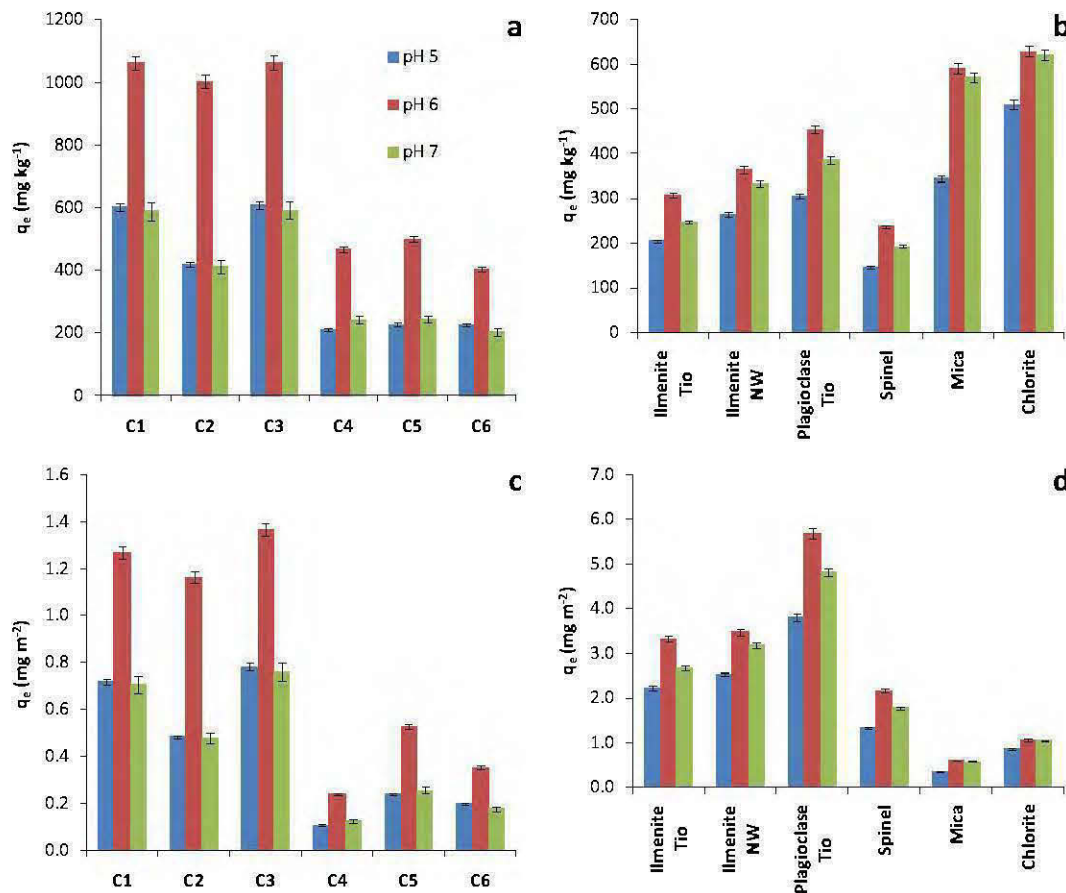 a
1200
1000
800
600
400
200
0
qe (mg kg⁻¹)
pH 5
pH 6
pH 7
C1 C2 C3 C4 C5 C6
b
700
600
500
400
300
200
100
0
qe (mg kg⁻¹)
Ilmenite
Tio
Ilmenite
NW
Plagioclase
Tio
Spinel
Mica
Chlorite
c
1.6
1.4
1.2
1.0
0.8
0.6
0.4
0.2
0.0
qe (mg m⁻²)
C1 C2 C3 C4 C5 C6
d
7.0
6.0
5.0
4.0
3.0
2.0
1.0
0.0
qe (mg m⁻²)
Ilmenite
Tio
Ilmenite
NW
Plagioclase
Tio
Spinel
Mica
Chlorite